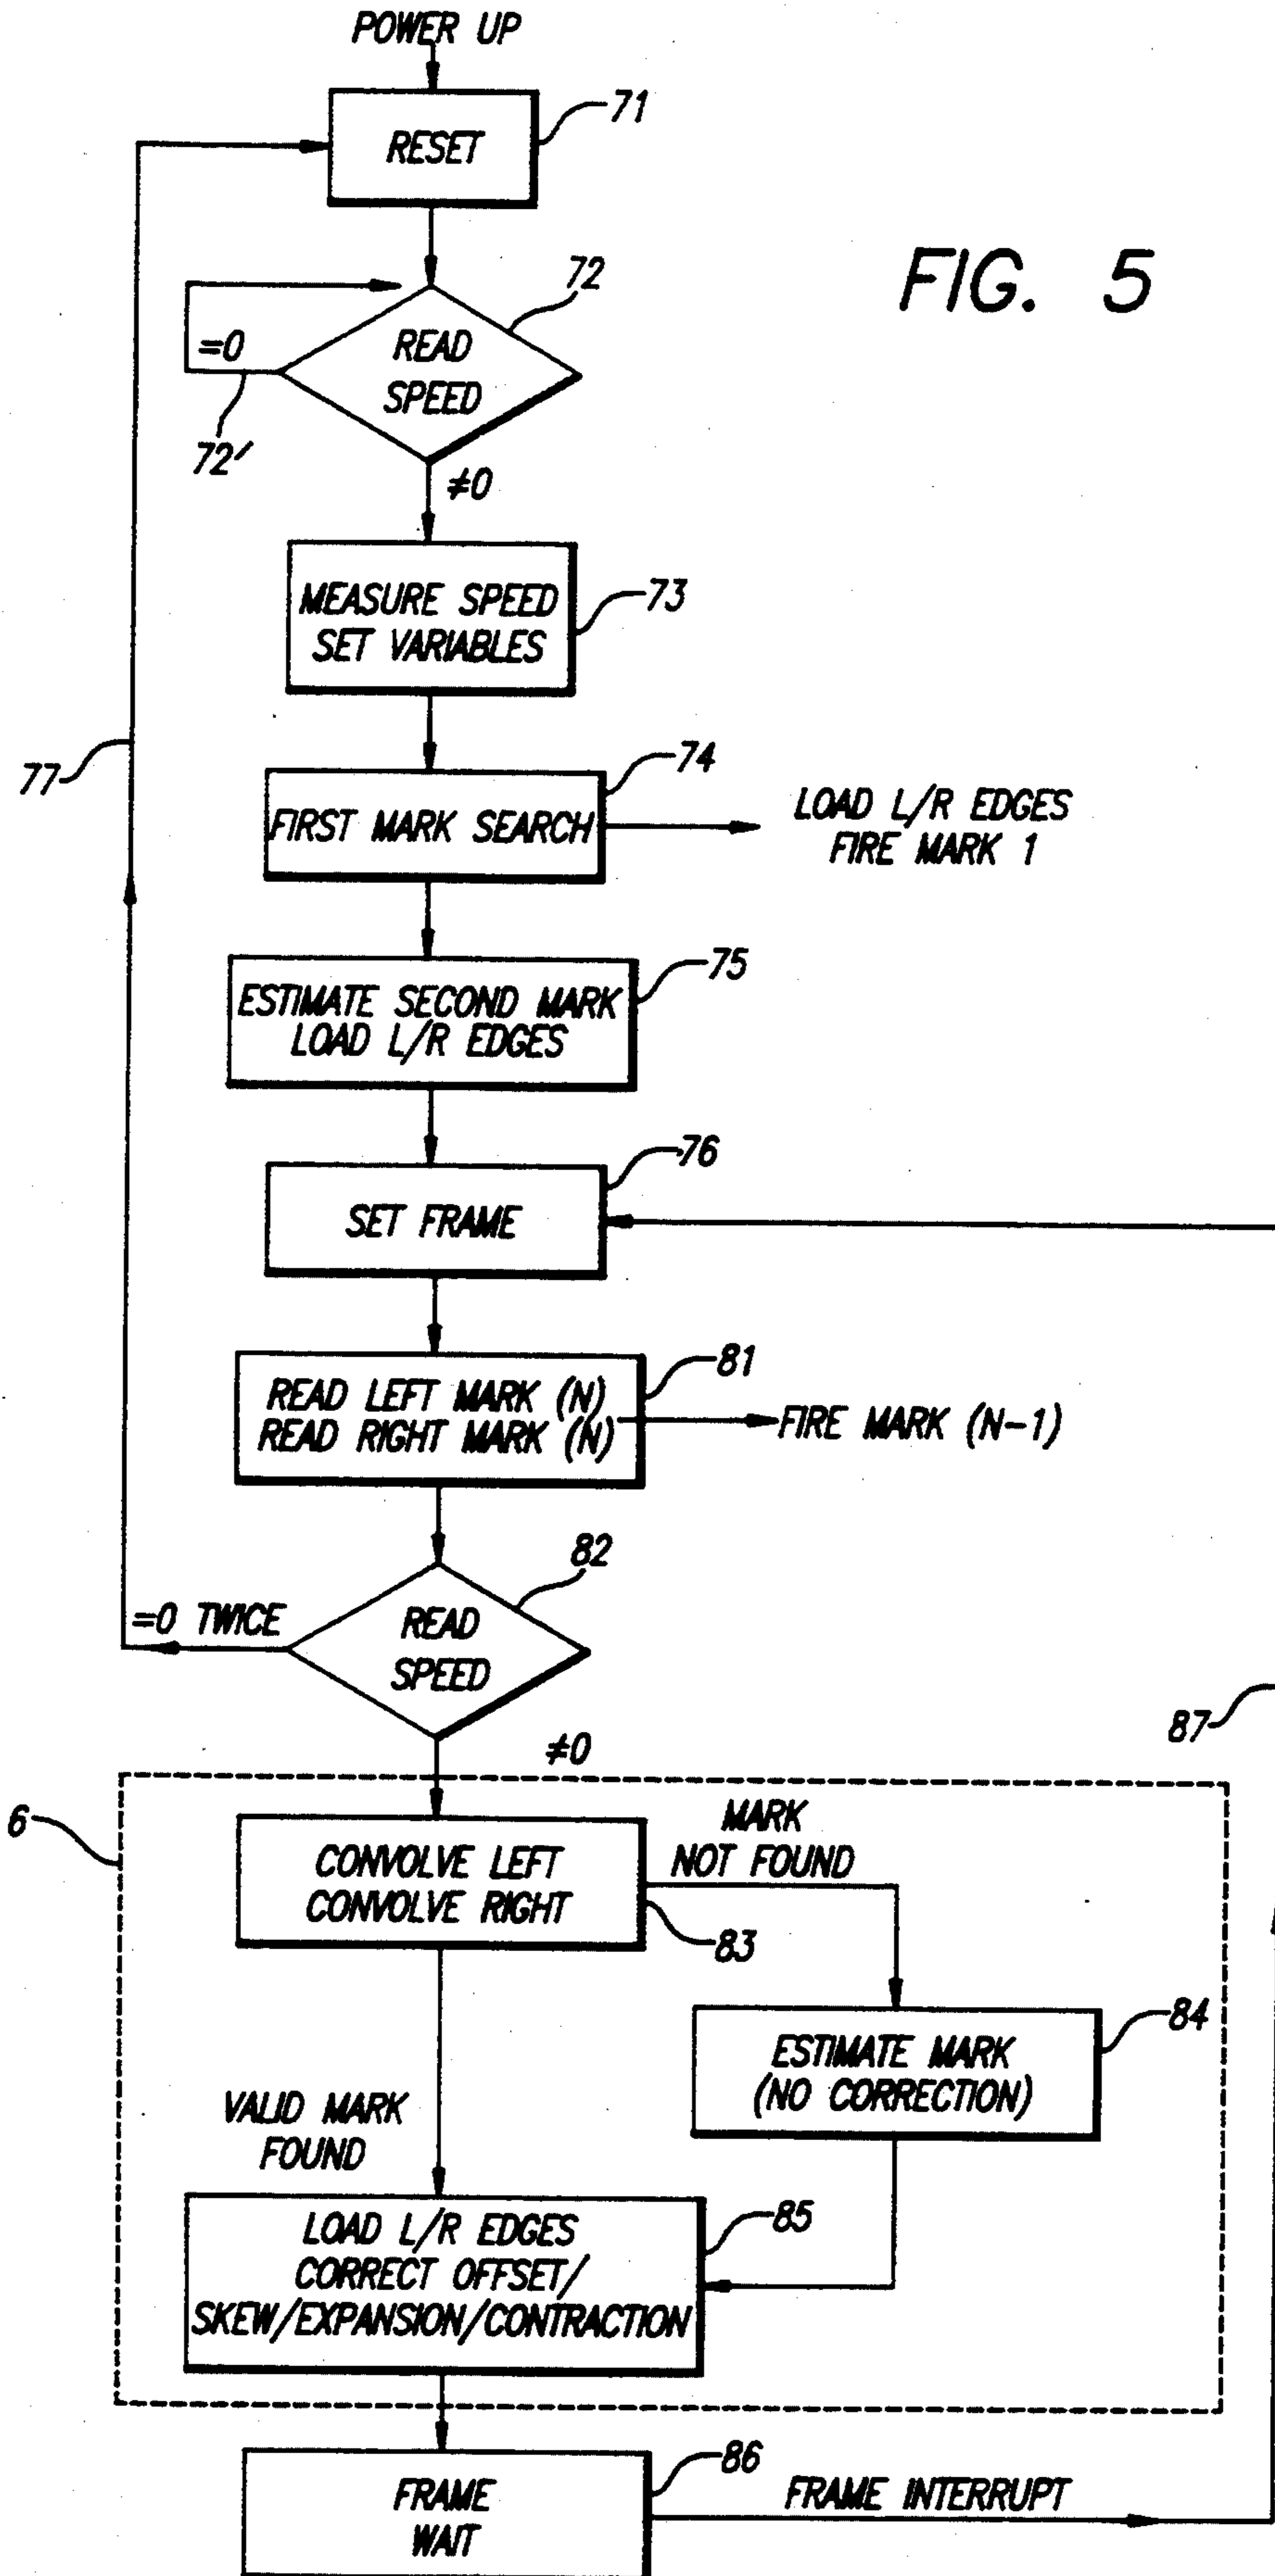 POWER UP
71
RESET
FIG. 5
72
READ
SPEED
=0
72'
≠0
MEASURE SPEED
SET VARIABLES
73
77
74
FIRST MARK SEARCH
LOAD L/R EDGES
FIRE MARK 1
75
ESTIMATE SECOND MARK
LOAD L/R EDGES
76
SET FRAME
81
READ LEFT MARK (N)
READ RIGHT MARK (N)
FIRE MARK (N-1)
82
=0 TWICE
READ
SPEED
87
≠0
6
CONVOLVE LEFT
CONVOLVE RIGHT
MARK
NOT FOUND
83
84
ESTIMATE MARK
(NO CORRECTION)
VALID MARK
FOUND
85
LOAD L/R EDGES
CORRECT OFFSET/
SKEW/EXPANSION/CONTRACTION
86
FRAME
WAIT
FRAME INTERRUPT